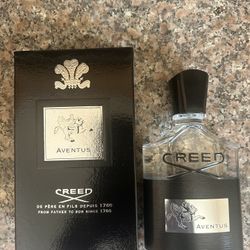 AVENTUS
CREED
DE PÈRE EN FILS DEPUIS 1760
FROM FATHER TO SON SINCE 1760
CREED
AVENTUS